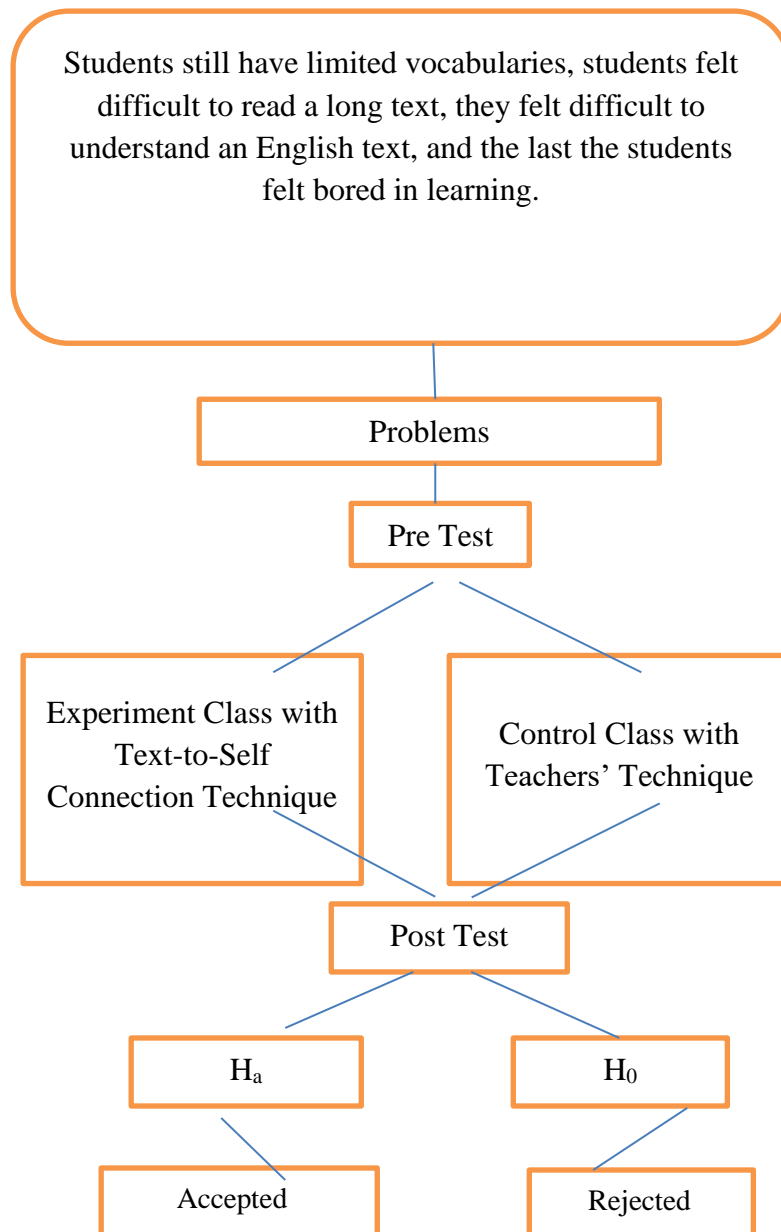 Students still have limited vocabularies, students felt
difficult to read a long text, they felt difficult to
understand an English text, and the last the students
felt bored in learning.
Problems
Pre Test
Experiment Class with
Text-to-Self
Connection Technique
Control Class with
Teachers’ Technique
Post Test
Hₐ
H₀
Accepted
Rejected